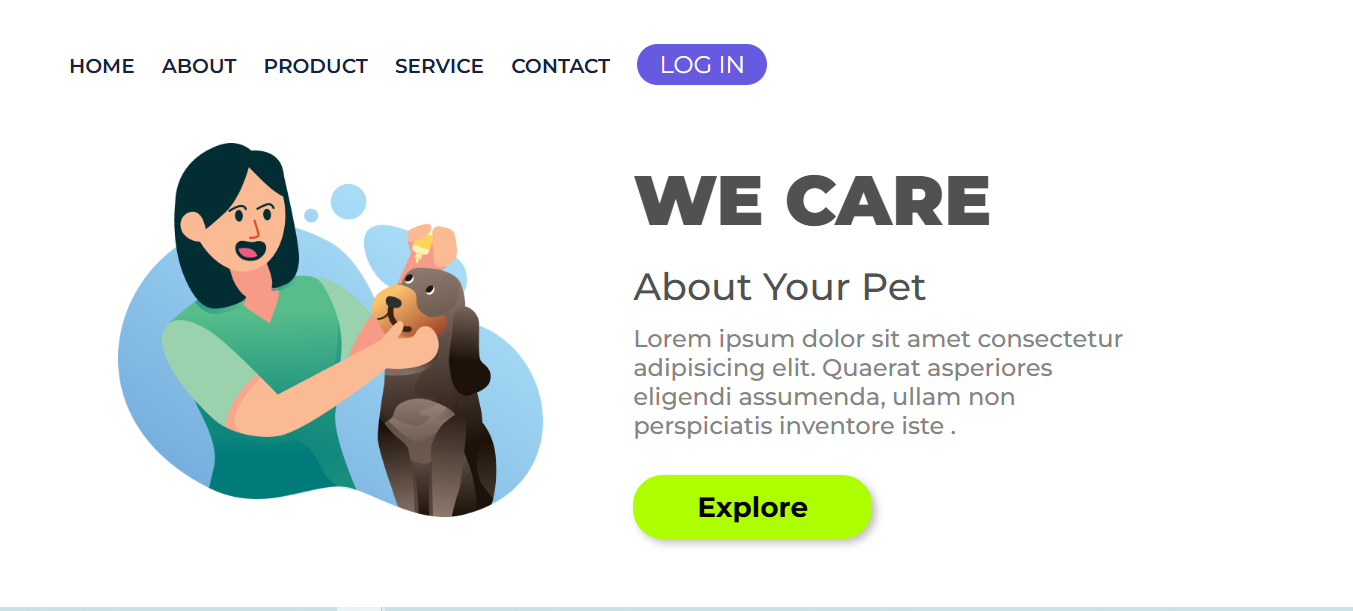 HOME ABOUT PRODUCT SERVICE CONTACT LOG IN
WE CARE
About Your Pet
Lorem ipsum dolor sit amet consectetur
adipisicing elit. Quaerat asperiores
eligendi assumenda, ullam non
perspiciatis inventore iste .
Explore